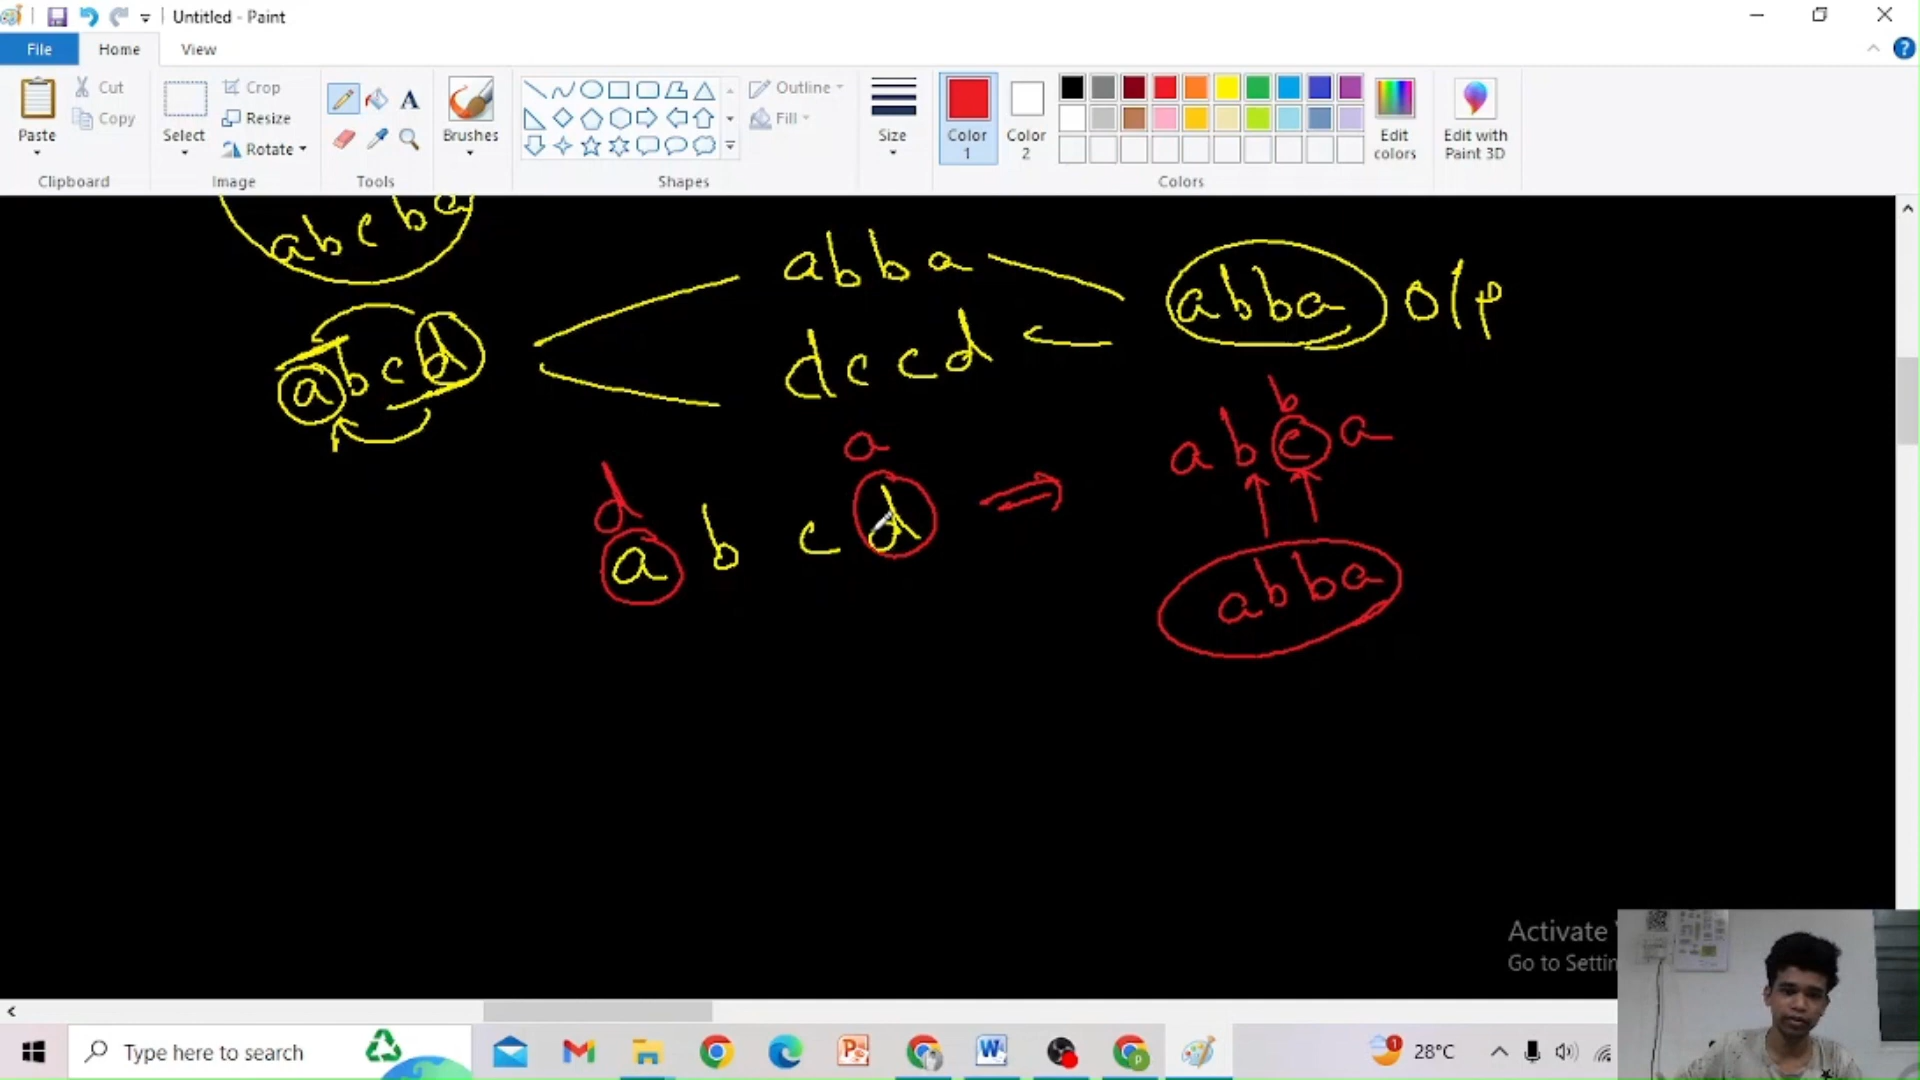 Untitled - Paint
File Home View
Paste Cut Copy Clipboard
Select Crop Resize Rotate Image
Tools
Brushes
Shapes Outline Fill
Size
Color 1
Color 2
Edit colors
Edit with Paint 3D
Colors
abcba
abba
abba o/p
abcd
dccd
b
abca
d a
abcd
abba
Activate
Go to Settin
Type here to search
28°C